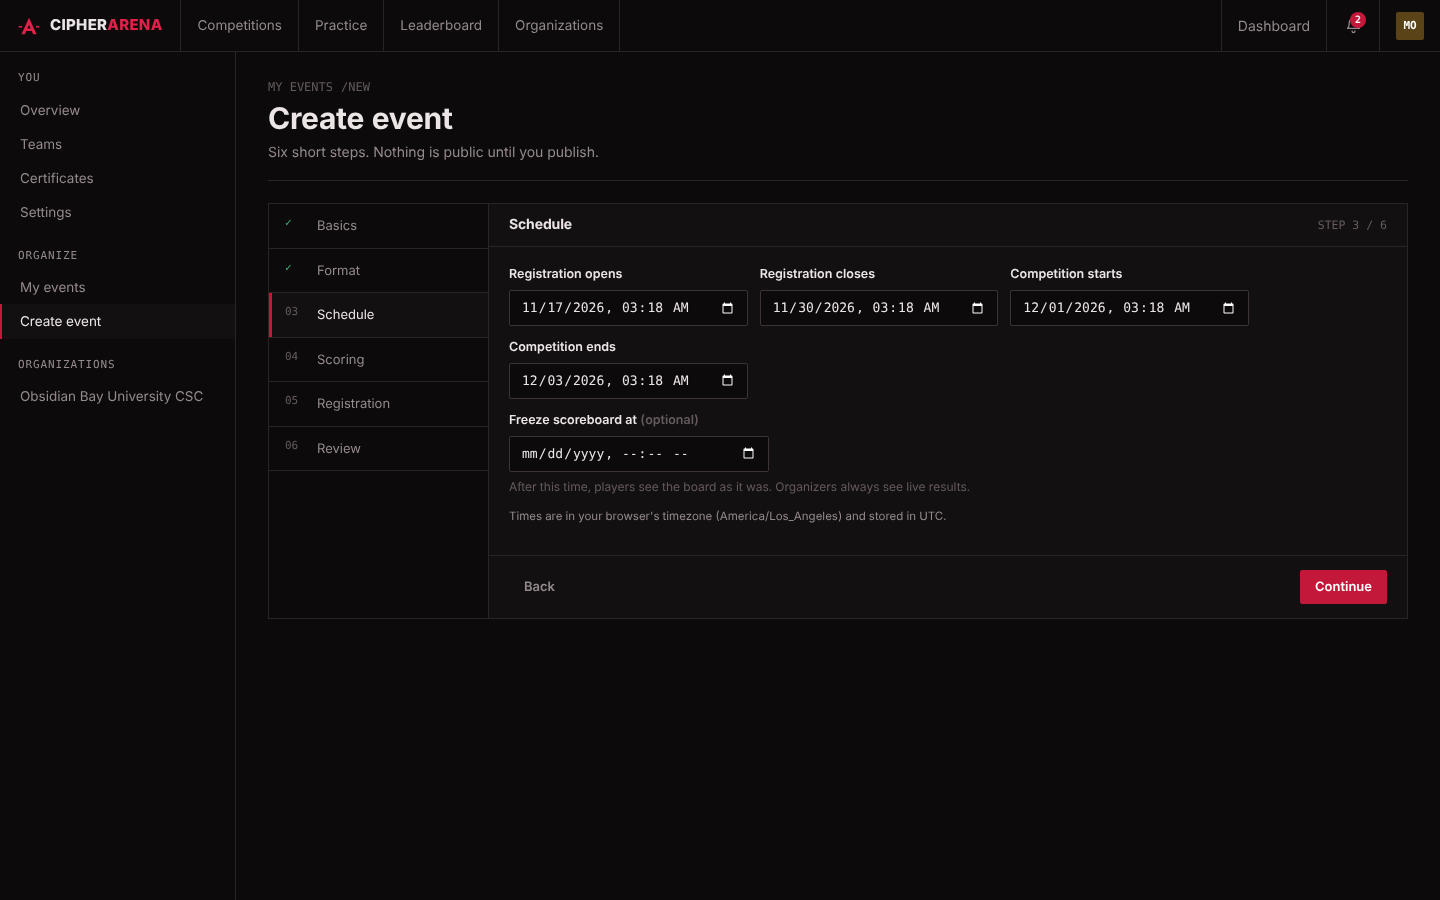 CIPHERARENA
Competitions
Practice
Leaderboard
Organizations
Dashboard
2
MO
YOU
Overview
Teams
Certificates
Settings
ORGANIZE
My events
Create event
ORGANIZATIONS
Obsidian Bay University CSC
MY EVENTS /NEW
Create event
Six short steps. Nothing is public until you publish.
✓ Basics
✓ Format
03 Schedule
04 Scoring
05 Registration
06 Review
Schedule
STEP 3 / 6
Registration opens
11/17/2026, 03:18 AM
Registration closes
11/30/2026, 03:18 AM
Competition starts
12/01/2026, 03:18 AM
Competition ends
12/03/2026, 03:18 AM
Freeze scoreboard at (optional)
mm/dd/yyyy, --:-- --
After this time, players see the board as it was. Organizers always see live results.
Times are in your browser's timezone (America/Los_Angeles) and stored in UTC.
Back
Continue